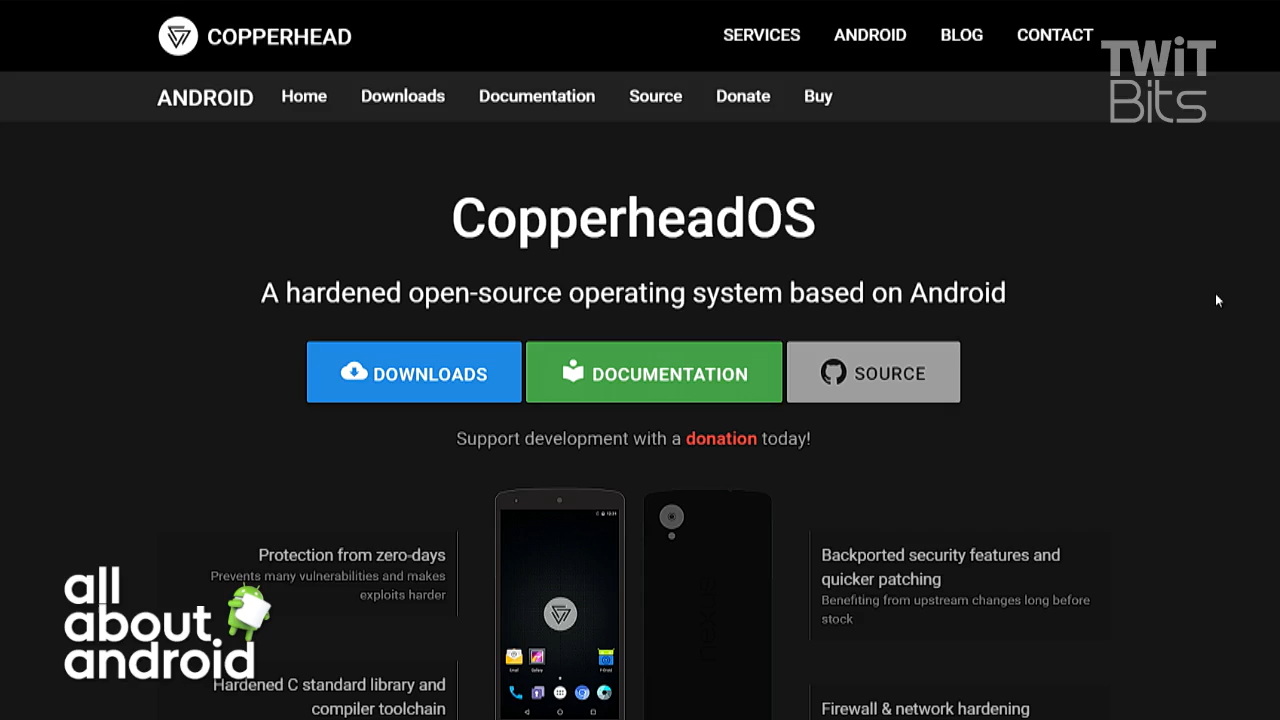 COPPERHEAD
SERVICES ANDROID BLOG CONTACT
TWiT
Bits
ANDROID Home Downloads Documentation Source Donate Buy
CopperheadOS
A hardened open-source operating system based on Android
DOWNLOADS DOCUMENTATION SOURCE
Support development with a donation today!
Protection from zero-days
Prevents many vulnerabilities and makes
exploits harder
Hardened C standard library and
compiler toolchain
Backported security features and
quicker patching
Benefiting from upstream changes long before
stock
Firewall & network hardening
all
about
android